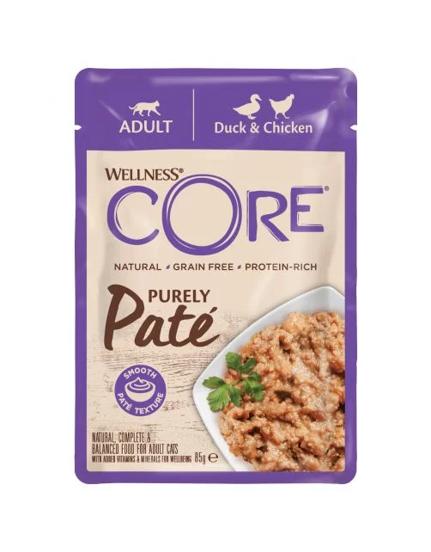 ADULT
Duck & Chicken
WELLNESS®
CORE®
NATURAL • GRAIN FREE • PROTEIN-RICH
PURELY
Paté
SMOOTH
PATÉ TEXTURE
NATURAL, COMPLETE &
BALANCED FOOD FOR ADULT CATS
WITH ADDED VITAMINS & MINERALS FOR WELLBEING 85g ℮